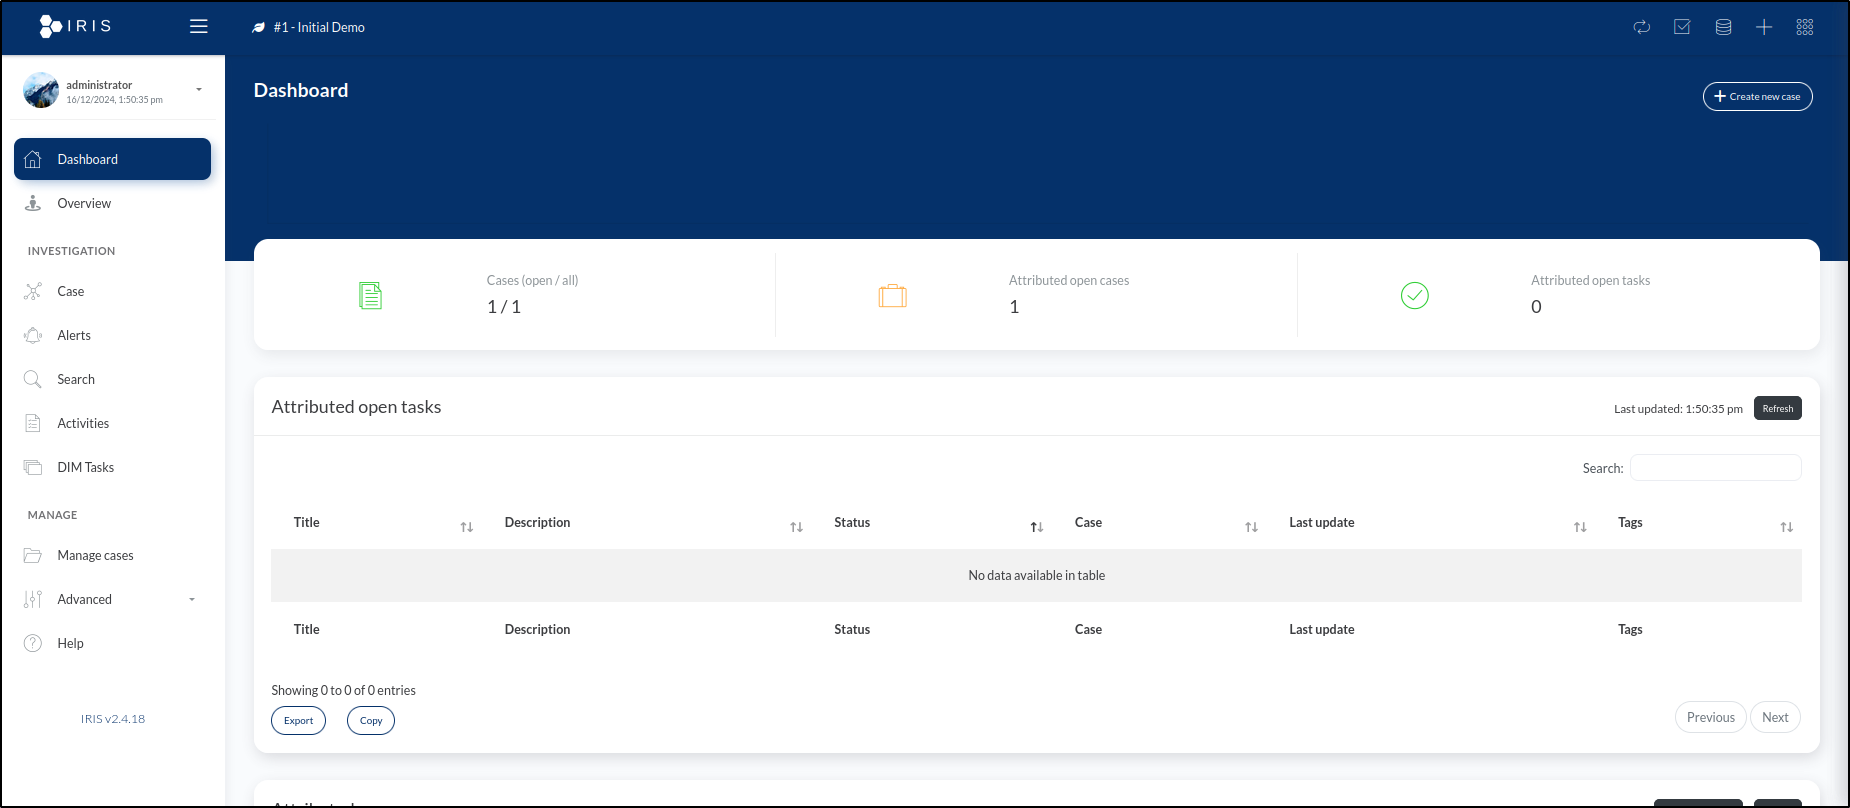 IRIS
#1 - Initial Demo
administrator
16/12/2024, 1:50:35 pm
Dashboard
Create new case
Dashboard
Overview
INVESTIGATION
Case
Alerts
Search
Activities
DIM Tasks
MANAGE
Manage cases
Advanced
Help
IRIS v2.4.18
Cases (open / all)
1 / 1
Attributed open cases
1
Attributed open tasks
0
Attributed open tasks
Last updated: 1:50:35 pm
Refresh
Search:
Title Description Status Case Last update Tags
No data available in table
Title Description Status Case Last update Tags
Showing 0 to 0 of 0 entries
Export Copy
Previous Next